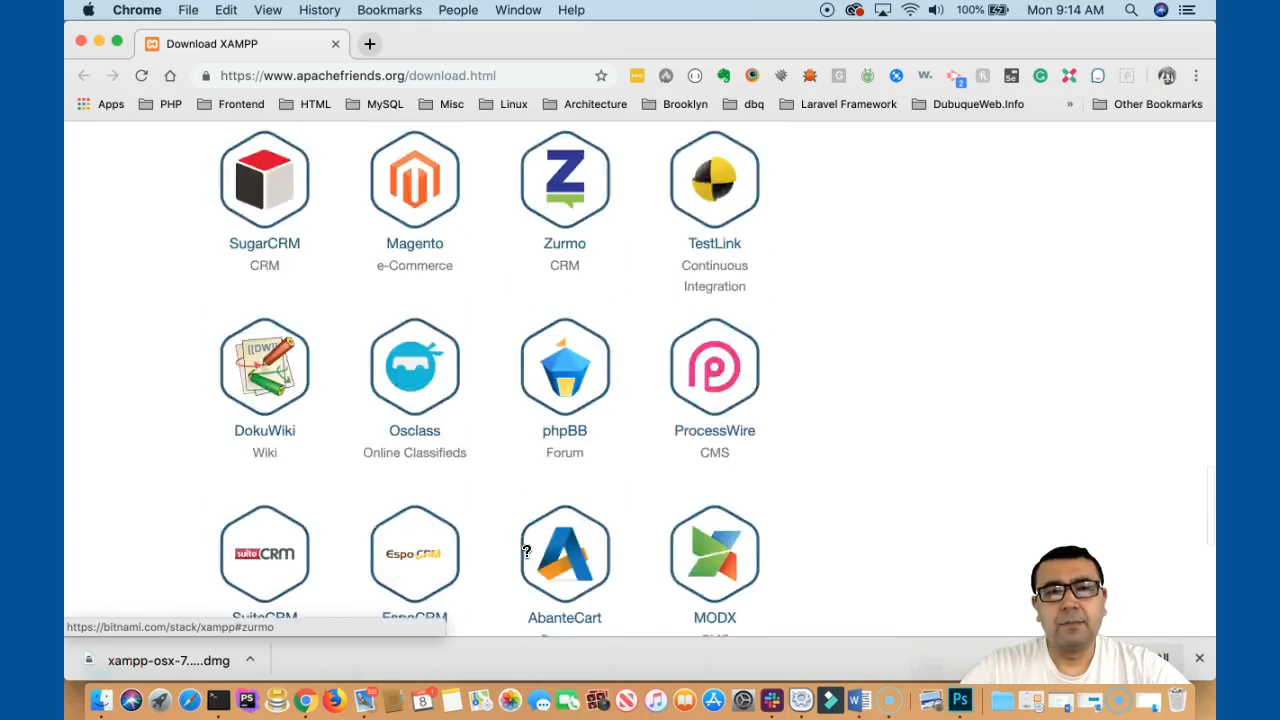 Chrome File Edit View History Bookmarks People Window Help 100% Mon 9:14 AM
Download XAMPP
https://www.apachefriends.org/download.html
Apps PHP Frontend HTML MySQL Misc Linux Architecture Brooklyn dbq Laravel Framework DubuqueWeb.Info » Other Bookmarks
SugarCRM Magento Zurmo TestLink
CRM e-Commerce CRM Continuous
Integration
DokuWiki Osclass phpBB ProcessWire
Wiki Online Classifieds Forum CMS
suite CRM EspoCRM
SuiteCRM EspoCRM AbanteCart MODX
https://bitnami.com/stack/xampp#zurmo
xampp-osx-7.....dmg